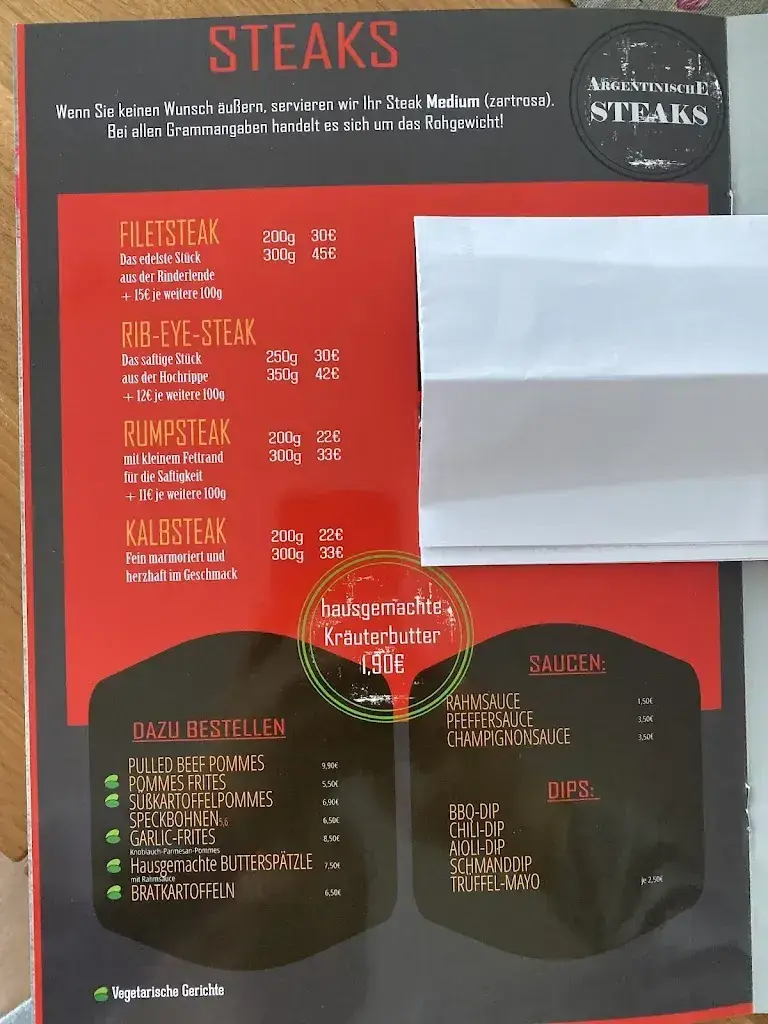 STEAKS
Wenn Sie keinen Wunsch äußern, servieren wir Ihr Steak Medium (zartrosa).
Bei allen Grammangaben handelt es sich um das Rohgewicht!
ARGENTINISCHE
STEAKS
FILETSTEAK
Das edelste Stück
aus der Rinderlende
+ 15€ je weitere 100g
200g 30€
300g 45€
RIB-EYE-STEAK
Das saftige Stück
aus der Hochrippe
+ 12€ je weitere 100g
250g 30€
350g 42€
RUMPSTEAK
mit kleinem Fettrand
für die Saftigkeit
+ 11€ je weitere 100g
200g 22€
300g 33€
KALBSTEAK
Fein marmoriert und
herzhaft im Geschmack
200g 22€
300g 33€
hausgemachte
Kräuterbutter
1,90€
DAZU BESTELLEN
PULLED BEEF POMMES 9,90€
POMMES FRITES 5,50€
SÜßKARTOFFELPOMMES 6,90€
SPECKBOHNEN5,6 6,50€
GARLIC-FRITES 8,50€
Knoblauch-Parmesan-Pommes
Hausgemachte BUTTERSPÄTZLE 7,50€
mit Rahmsauce
BRATKARTOFFELN 6,50€
SAUCEN:
RAHMSAUCE 1,50€
PFEFFERSAUCE 3,50€
CHAMPIGNONSAUCE 3,50€
DIPS:
BBQ-DIP
CHILI-DIP
AIOLI-DIP
SCHMANDDIP
TRÜFFEL-MAYO je 2,50€
Vegetarische Gerichte